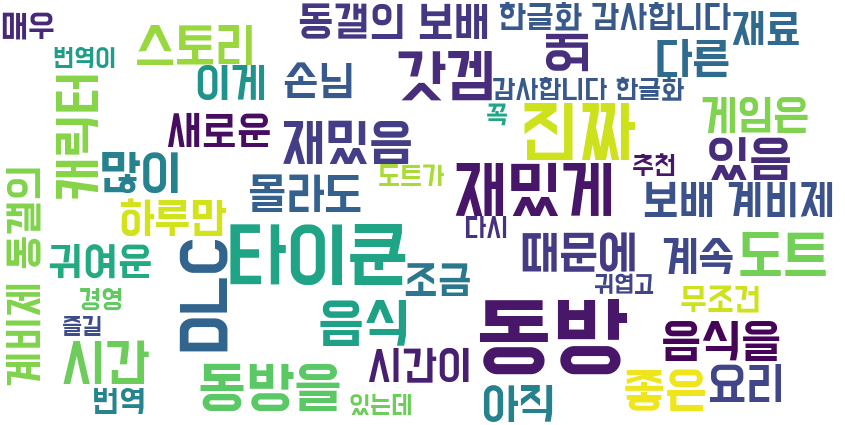 매우
동갤의 보배
한글화 감사합니다
재료
번역이
스토리
이게
손님
갓겜
굵
다른
감사합니다 한글화
캐릭터
새로운
재밌음
꼭
진짜
게임은
많이
도트가
재밌게
추천
있음
몰라도
보배 계비제
하루만
다시
계비제 동갤의
귀여운
DLC
타이쿤
조금
때문에
계속
도트
귀엽고
경영
즐길
음식
동방
무조건
음식을
시간
시간이
동방을
번역
있는데
아직
좋은
요리